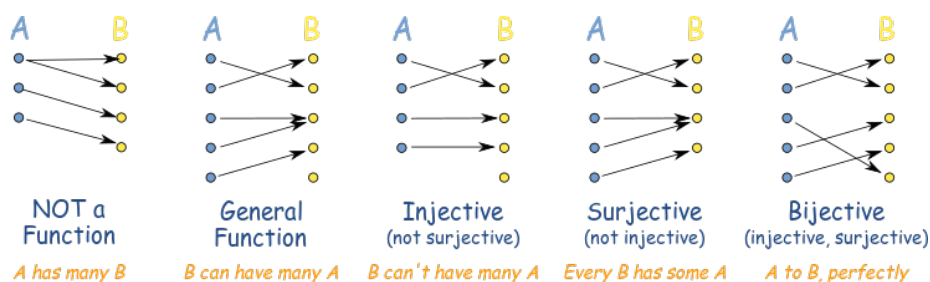 A B
A B
A B
A B
A B
NOT a
Function
A has many B
General
Function
B can have many A
Injective
(not surjective)
B can't have many A
Surjective
(not injective)
Every B has some A
Bijective
(injective, surjective)
A to B, perfectly